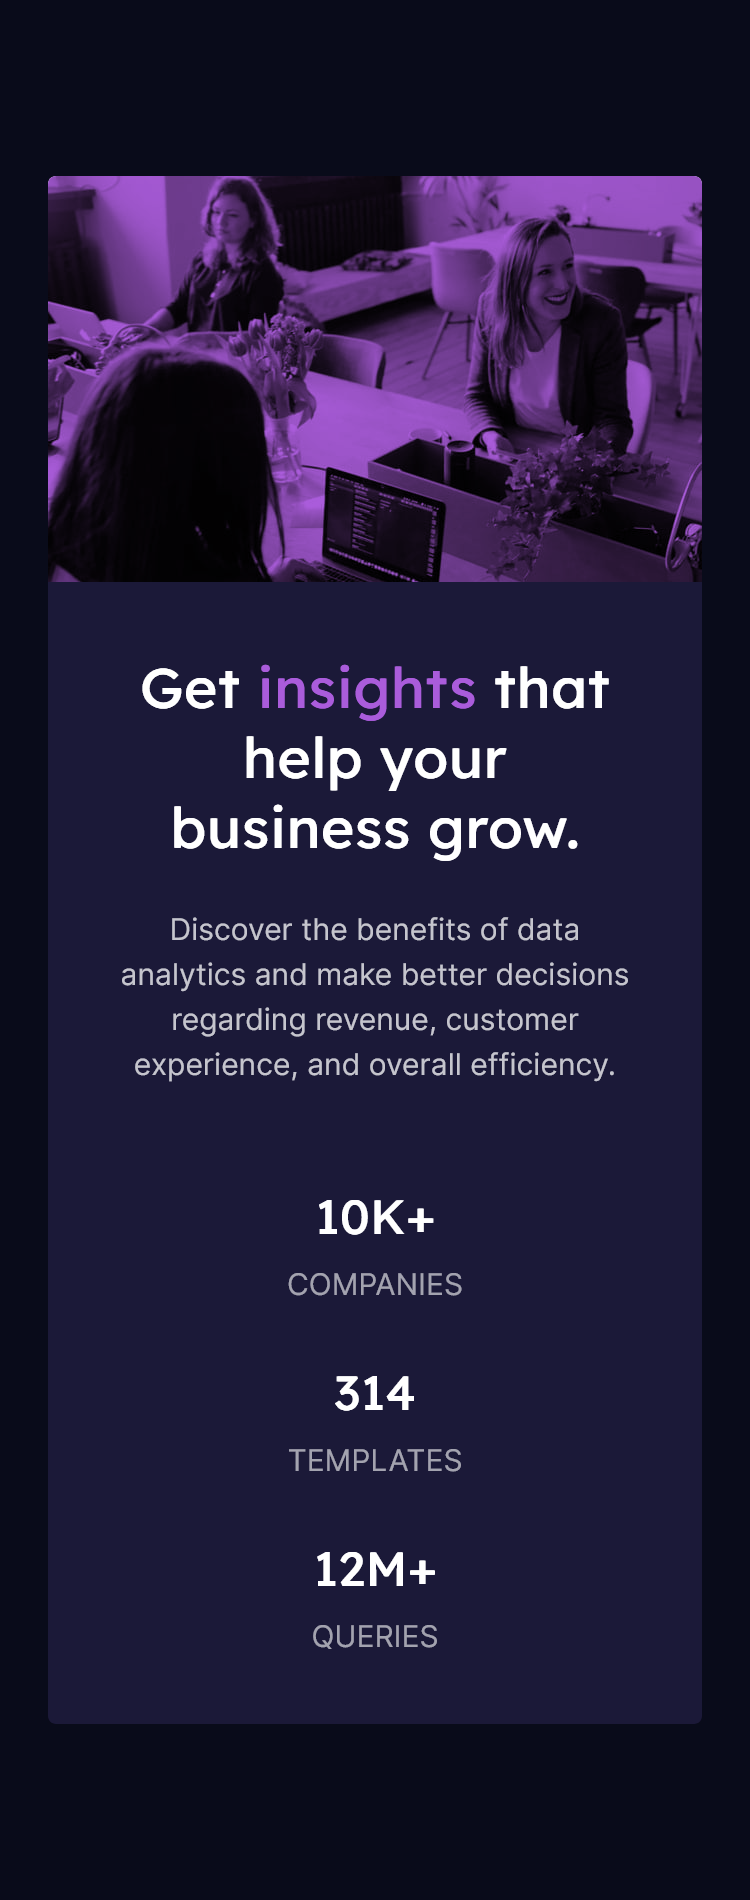 Get insights that
help your
business grow.
Discover the benefits of data
analytics and make better decisions
regarding revenue, customer
experience, and overall efficiency.
10K+
COMPANIES
314
TEMPLATES
12M+
QUERIES